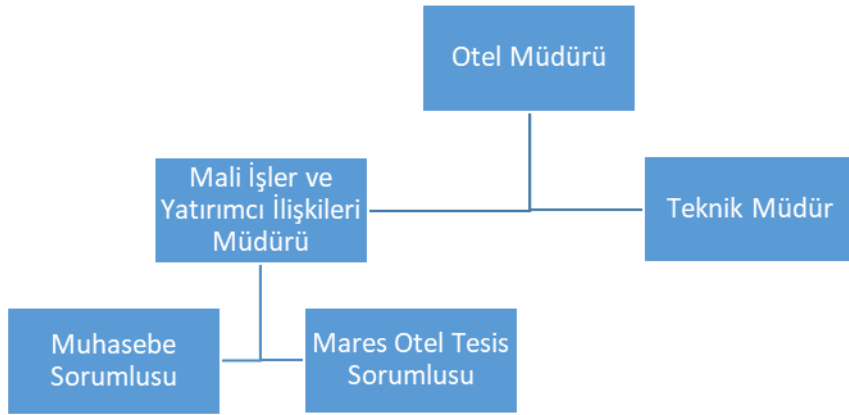 Otel Müdürü
Mali İşler ve
Yatırımcı İlişkileri
Müdürü
Teknik Müdür
Muhasebe
Sorumlusu
Mares Otel Tesis
Sorumlusu